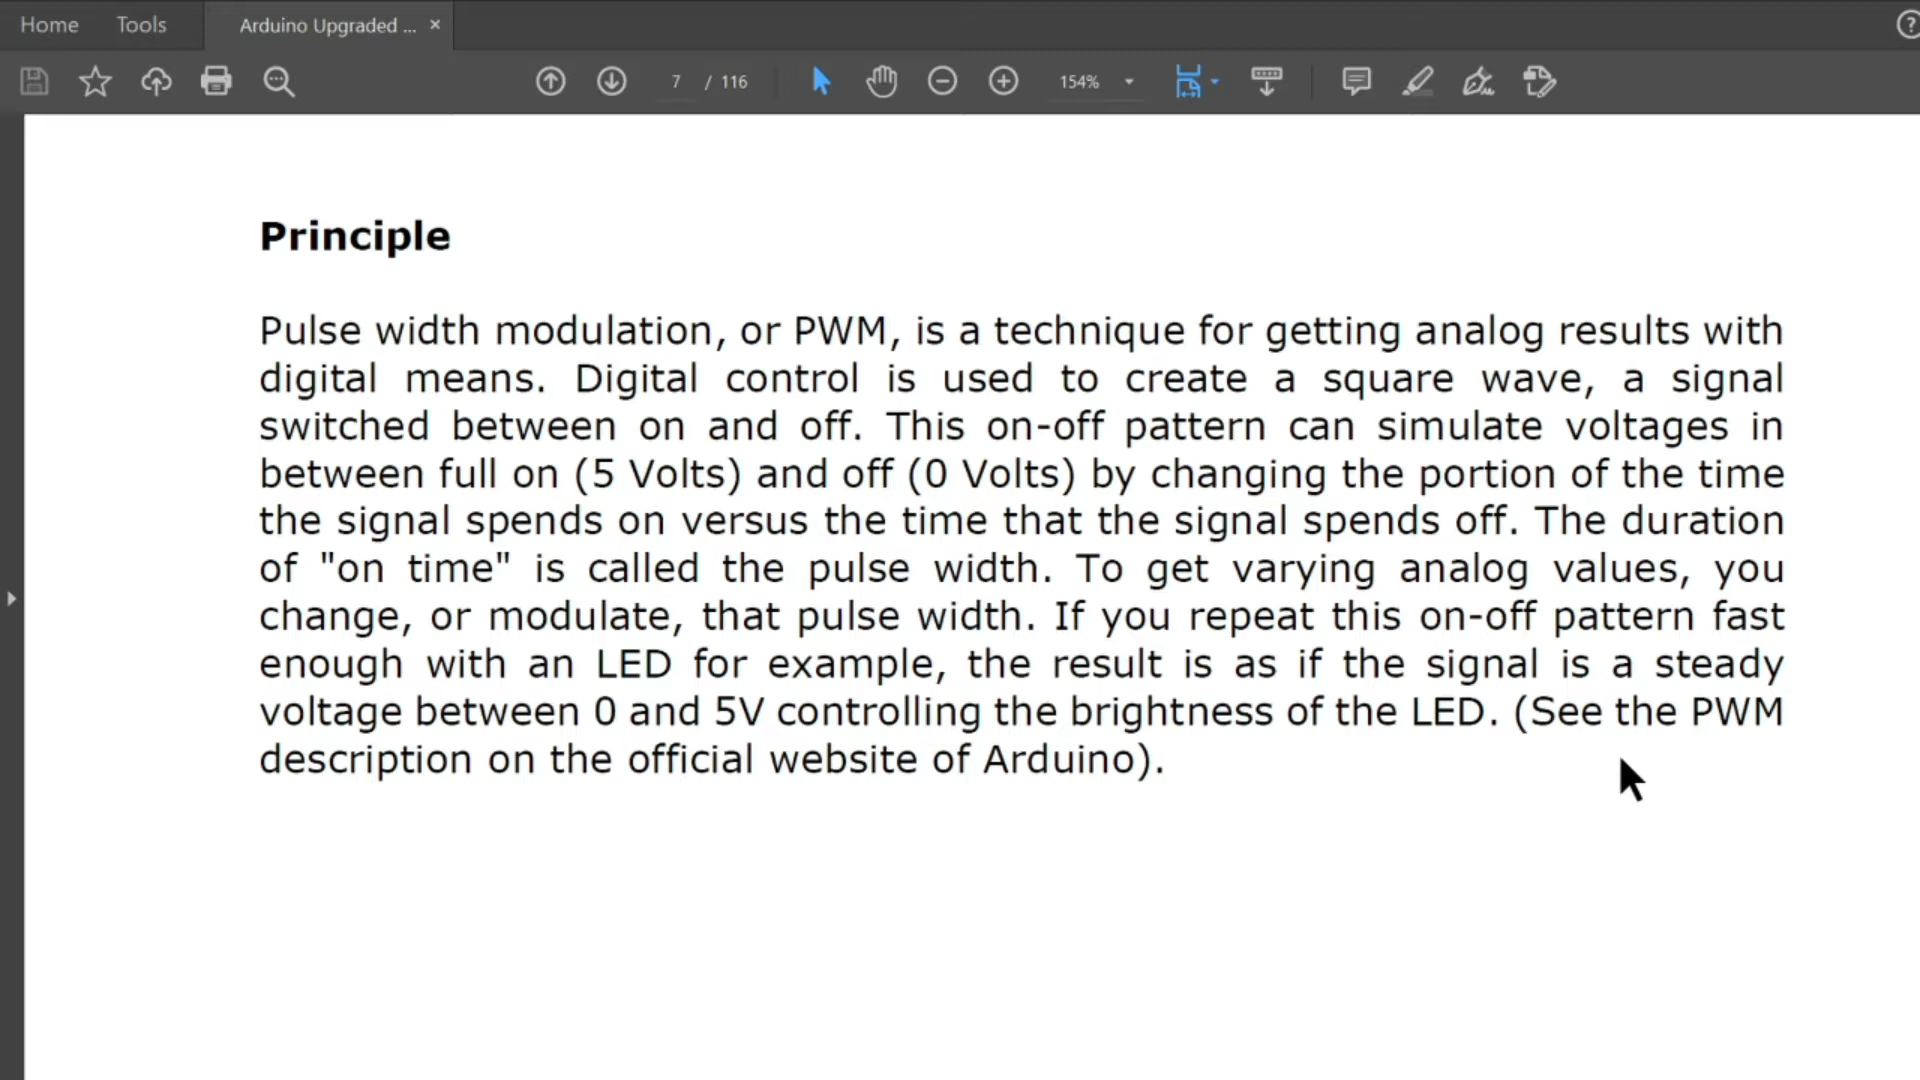 Home Tools Arduino Upgraded ... ×
7 / 116 154%
Principle
Pulse width modulation, or PWM, is a technique for getting analog results with
digital means. Digital control is used to create a square wave, a signal
switched between on and off. This on-off pattern can simulate voltages in
between full on (5 Volts) and off (0 Volts) by changing the portion of the time
the signal spends on versus the time that the signal spends off. The duration
of "on time" is called the pulse width. To get varying analog values, you
change, or modulate, that pulse width. If you repeat this on-off pattern fast
enough with an LED for example, the result is as if the signal is a steady
voltage between 0 and 5V controlling the brightness of the LED. (See the PWM
description on the official website of Arduino).